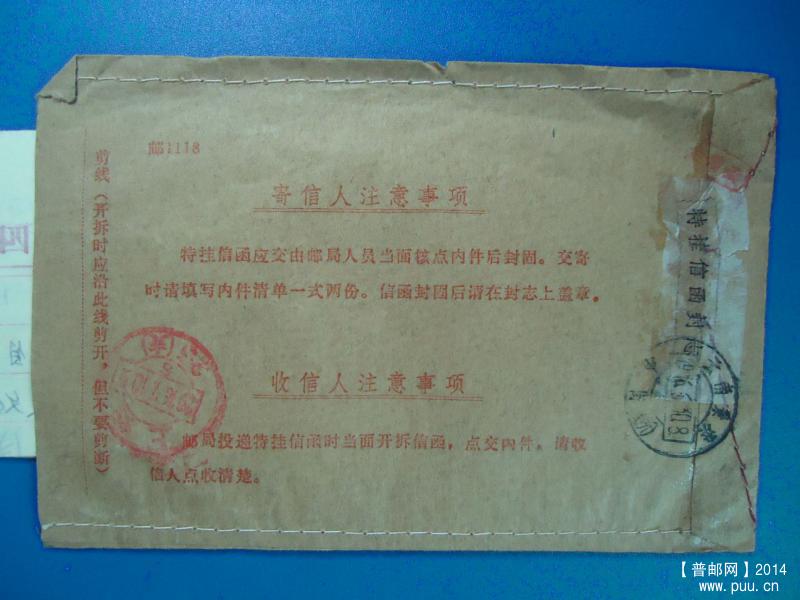 剪线(开拆时应沿此线剪开,但不要剪断)
邮1118
寄信人注意事项
特挂信函应交由邮局人员当面核点内件后封固。交寄
时请填写内件清单一式两份。信函封固后请在封志上盖章。
收信人注意事项
邮局投递特挂信函时当面开拆信函,点交内件,请收
信人点收清楚。
特挂信函封
【普邮网】2014
www.puu.cn